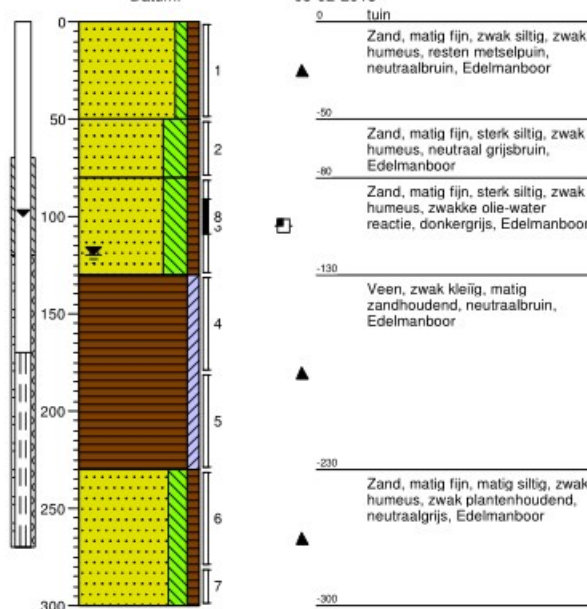 0
tuin
0
Zand, matig fijn, zwak siltig, zwak
humeus, resten metselpuin,
neutraalbruin, Edelmanboor
1
50
-50
Zand, matig fijn, sterk siltig, zwak
humeus, neutraal grijsbruin,
Edelmanboor
2
-80
Zand, matig fijn, sterk siltig, zwak
humeus, zwakke olie-water
reactie, donkergrijs, Edelmanboor
100
8
3
-130
Veen, zwak kleiïg, matig
zandhoudend, neutraalbruin,
Edelmanboor
150
4
200
5
-230
Zand, matig fijn, matig siltig, zwak
humeus, zwak plantenhoudend,
neutraalgrijs, Edelmanboor
250
6
7
300
-300